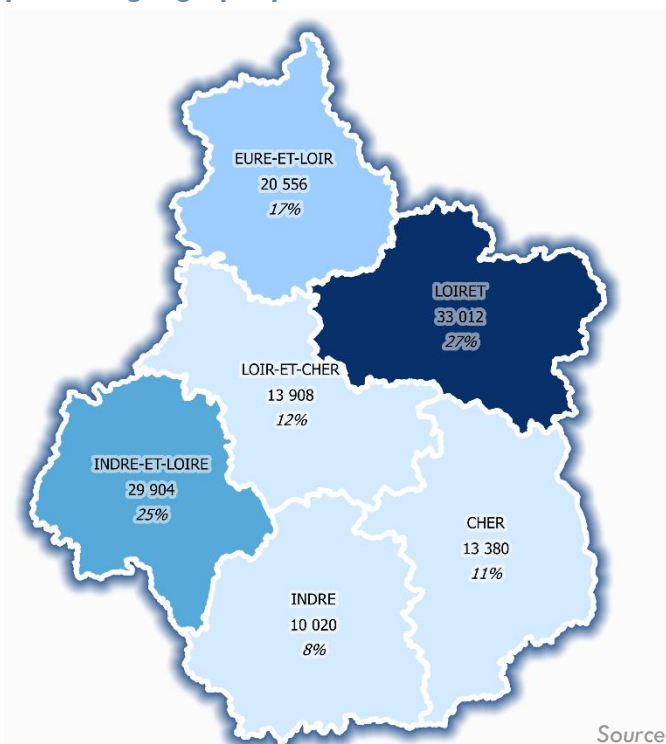 EURE-ET-LOIR
20 556
17%
LOIRET
33 012
27%
LOIR-ET-CHER
13 908
12%
INDRE-ET-LOIRE
29 904
25%
CHER
13 380
11%
INDRE
10 020
8%
Source